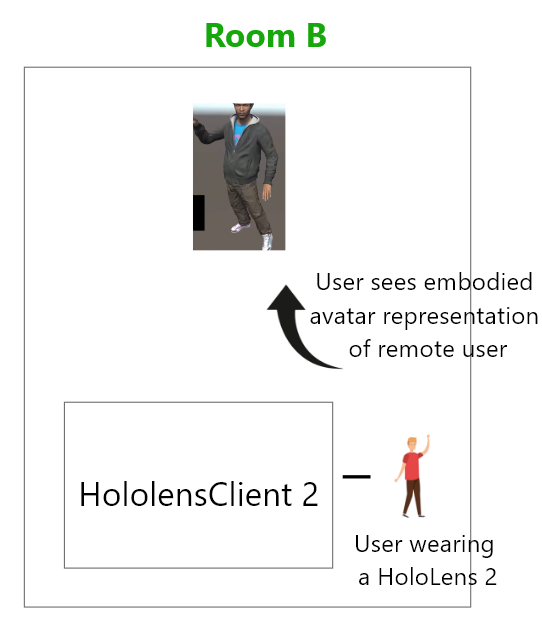 Room B
User sees embodied
avatar representation
of remote user
HololensClient 2
User wearing
a HoloLens 2